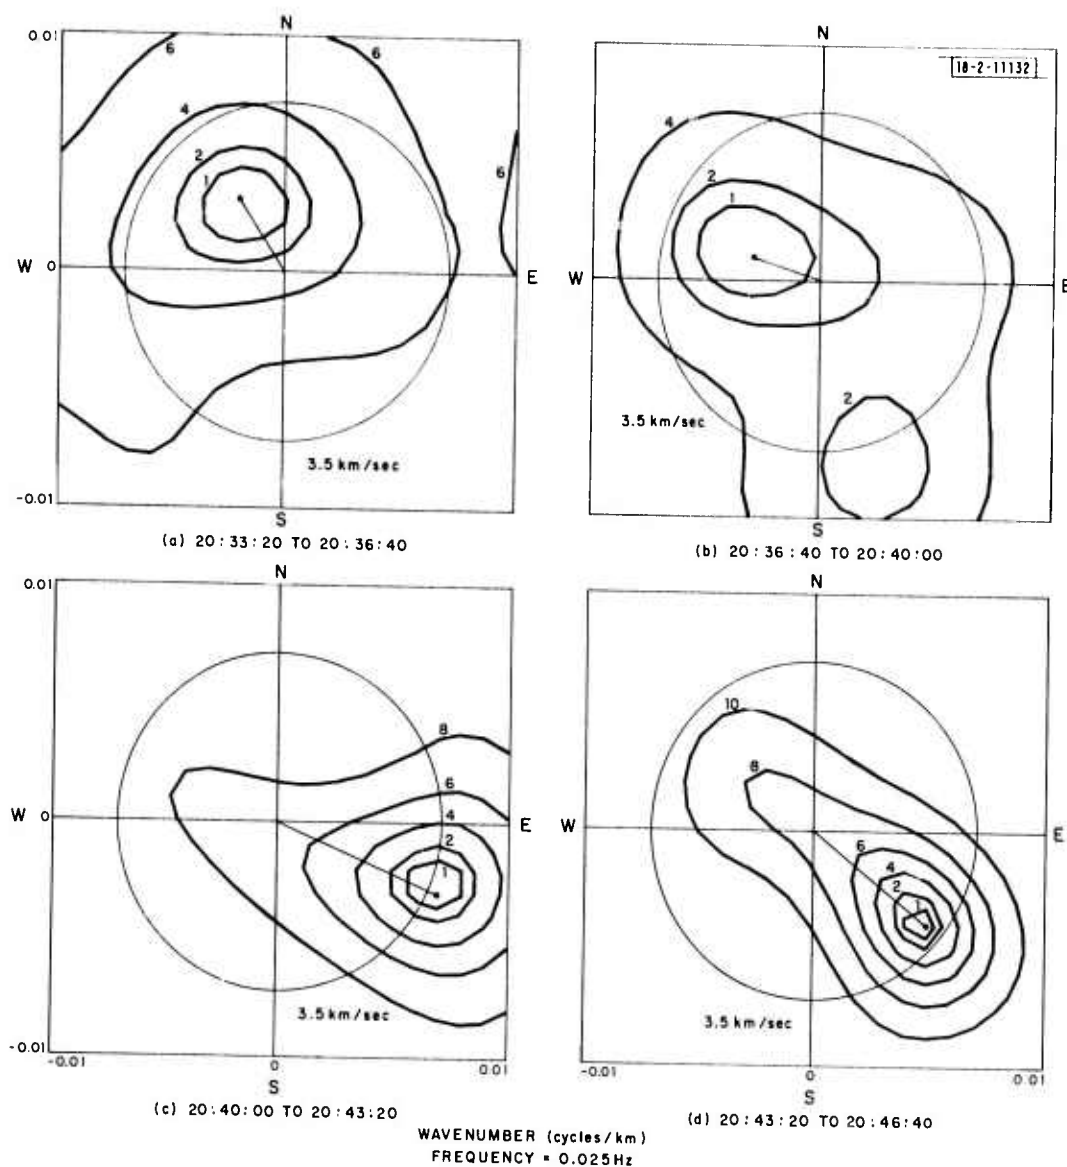 N
0.01
6
6
4
2
1
6
W 0
E
3.5 km/sec
-0.01
S
(a) 20:33:20 TO 20:36:40
N
18-2-11132
4
2
1
W
E
2
3.5 km/sec
S
(b) 20:36:40 TO 20:40:00
N
0.01
8
6
4
2
1
W 0
E
3.5 km/sec
-0.01
-0.01
0
0.01
S
(c) 20:40:00 TO 20:43:20
N
10
8
6
4
2
1
W
E
3.5 km/sec
-0.01
0
0.01
S
(d) 20:43:20 TO 20:46:40
WAVENUMBER (cycles/km)
FREQUENCY = 0.025Hz